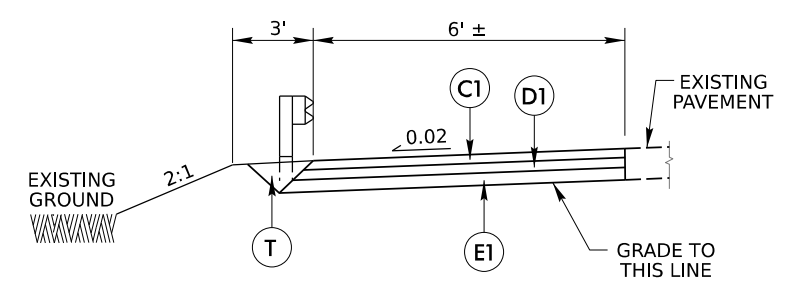 3'
6' ±
C1
D1
EXISTING
PAVEMENT
0.02
2:1
EXISTING
GROUND
T
E1
GRADE TO
THIS LINE